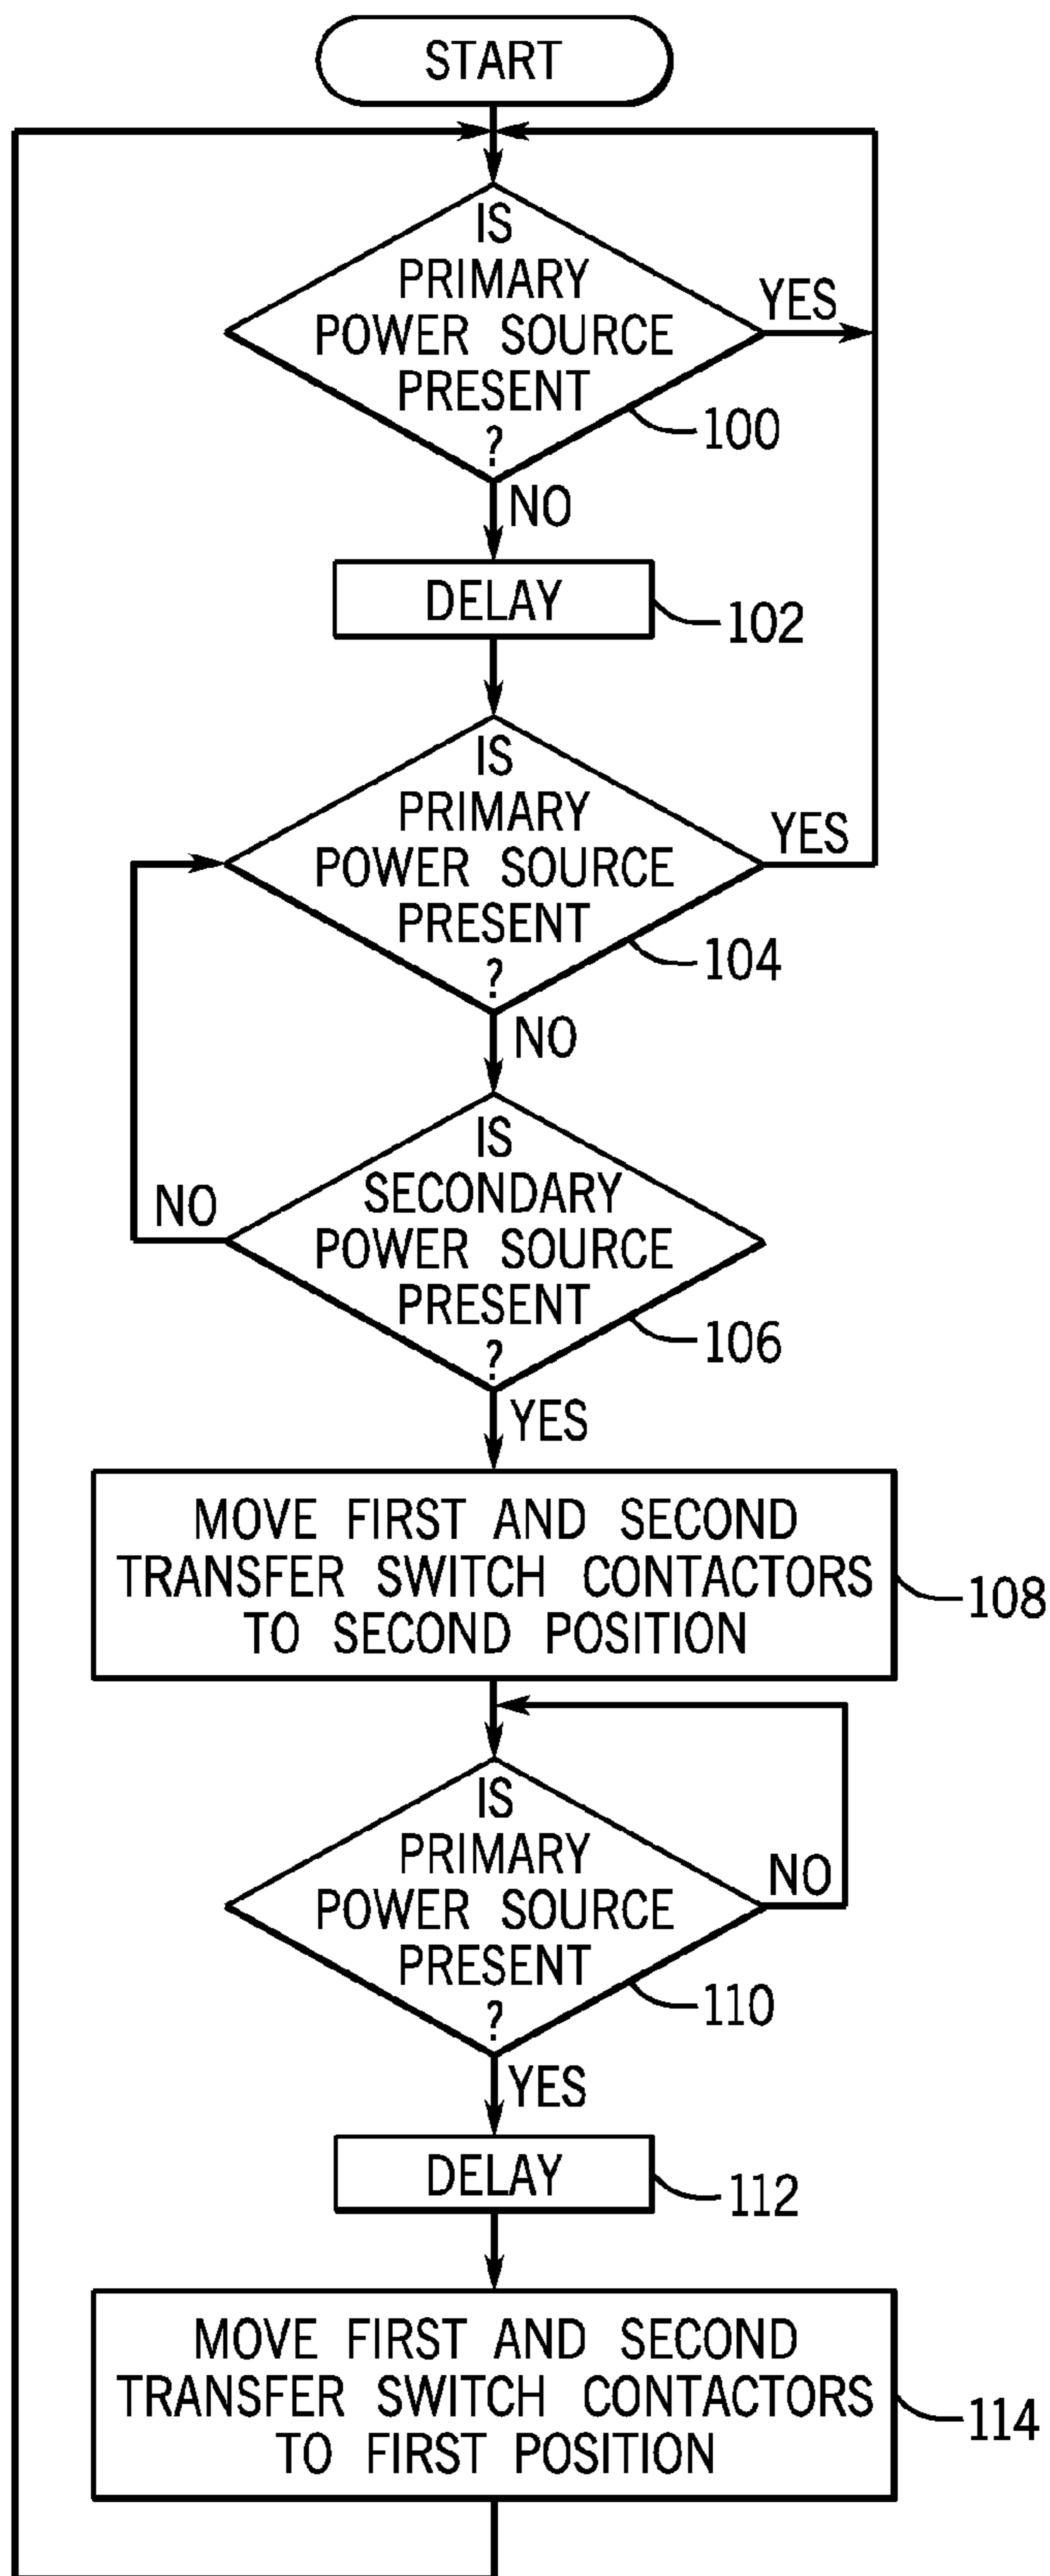 START
IS
PRIMARY
POWER SOURCE
PRESENT
?
YES
100
NO
DELAY
102
IS
PRIMARY
POWER SOURCE
PRESENT
?
YES
104
NO
IS
SECONDARY
POWER SOURCE
PRESENT
?
NO
106
YES
MOVE FIRST AND SECOND
TRANSFER SWITCH CONTACTORS
TO SECOND POSITION
108
IS
PRIMARY
POWER SOURCE
PRESENT
?
NO
110
YES
DELAY
112
MOVE FIRST AND SECOND
TRANSFER SWITCH CONTACTORS
TO FIRST POSITION
114